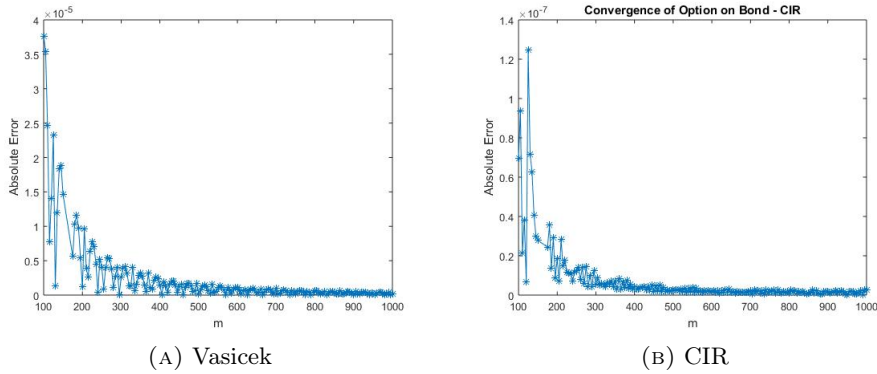 ×10⁻⁵
4
3.5
3
2.5
2
1.5
1
0.5
0
Absolute Error
100 200 300 400 500 600 700 800 900 1000
m
(A) Vasicek
Convergence of Option on Bond - CIR
×10⁻⁷
1.4
1.2
1
0.8
0.6
0.4
0.2
0
Absolute Error
100 200 300 400 500 600 700 800 900 1000
m
(B) CIR